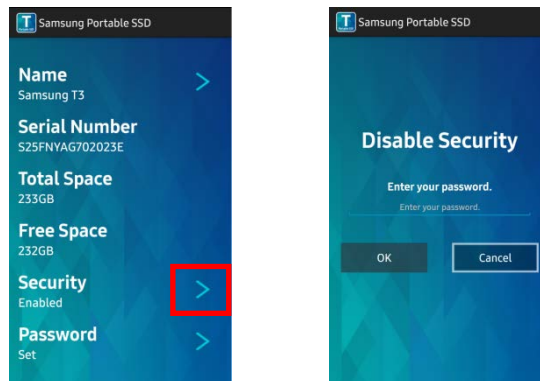 Samsung Portable SSD
Name
Samsung T3
Serial Number
S25FNYAG702023E
Total Space
233GB
Free Space
232GB
Security
Enabled
Password
Set
Samsung Portable SSD
Disable Security
Enter your password.
Enter your password.
OK
Cancel